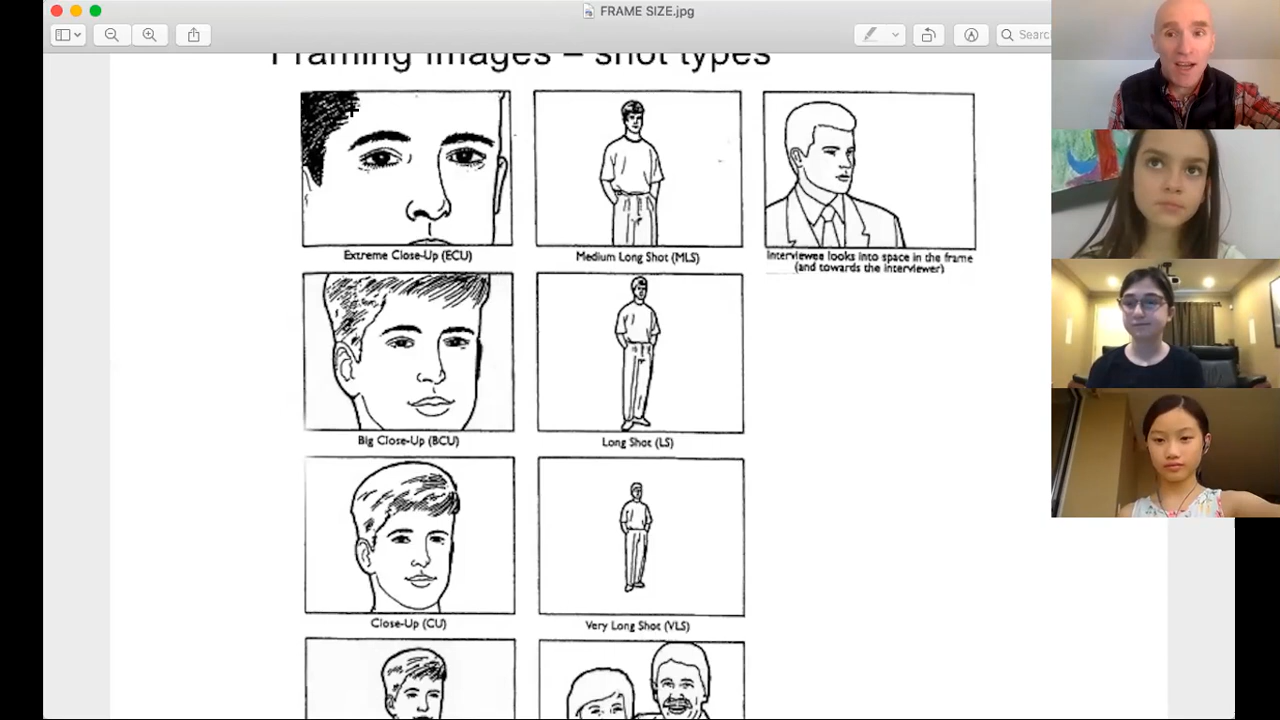 FRAME SIZE.jpg
Search
Framing images – shot types
Extreme Close-Up (ECU)
Medium Long Shot (MLS)
Interviewee looks into space in the frame
(and towards the interviewer)
Big Close-Up (BCU)
Long Shot (LS)
Close-Up (CU)
Very Long Shot (VLS)